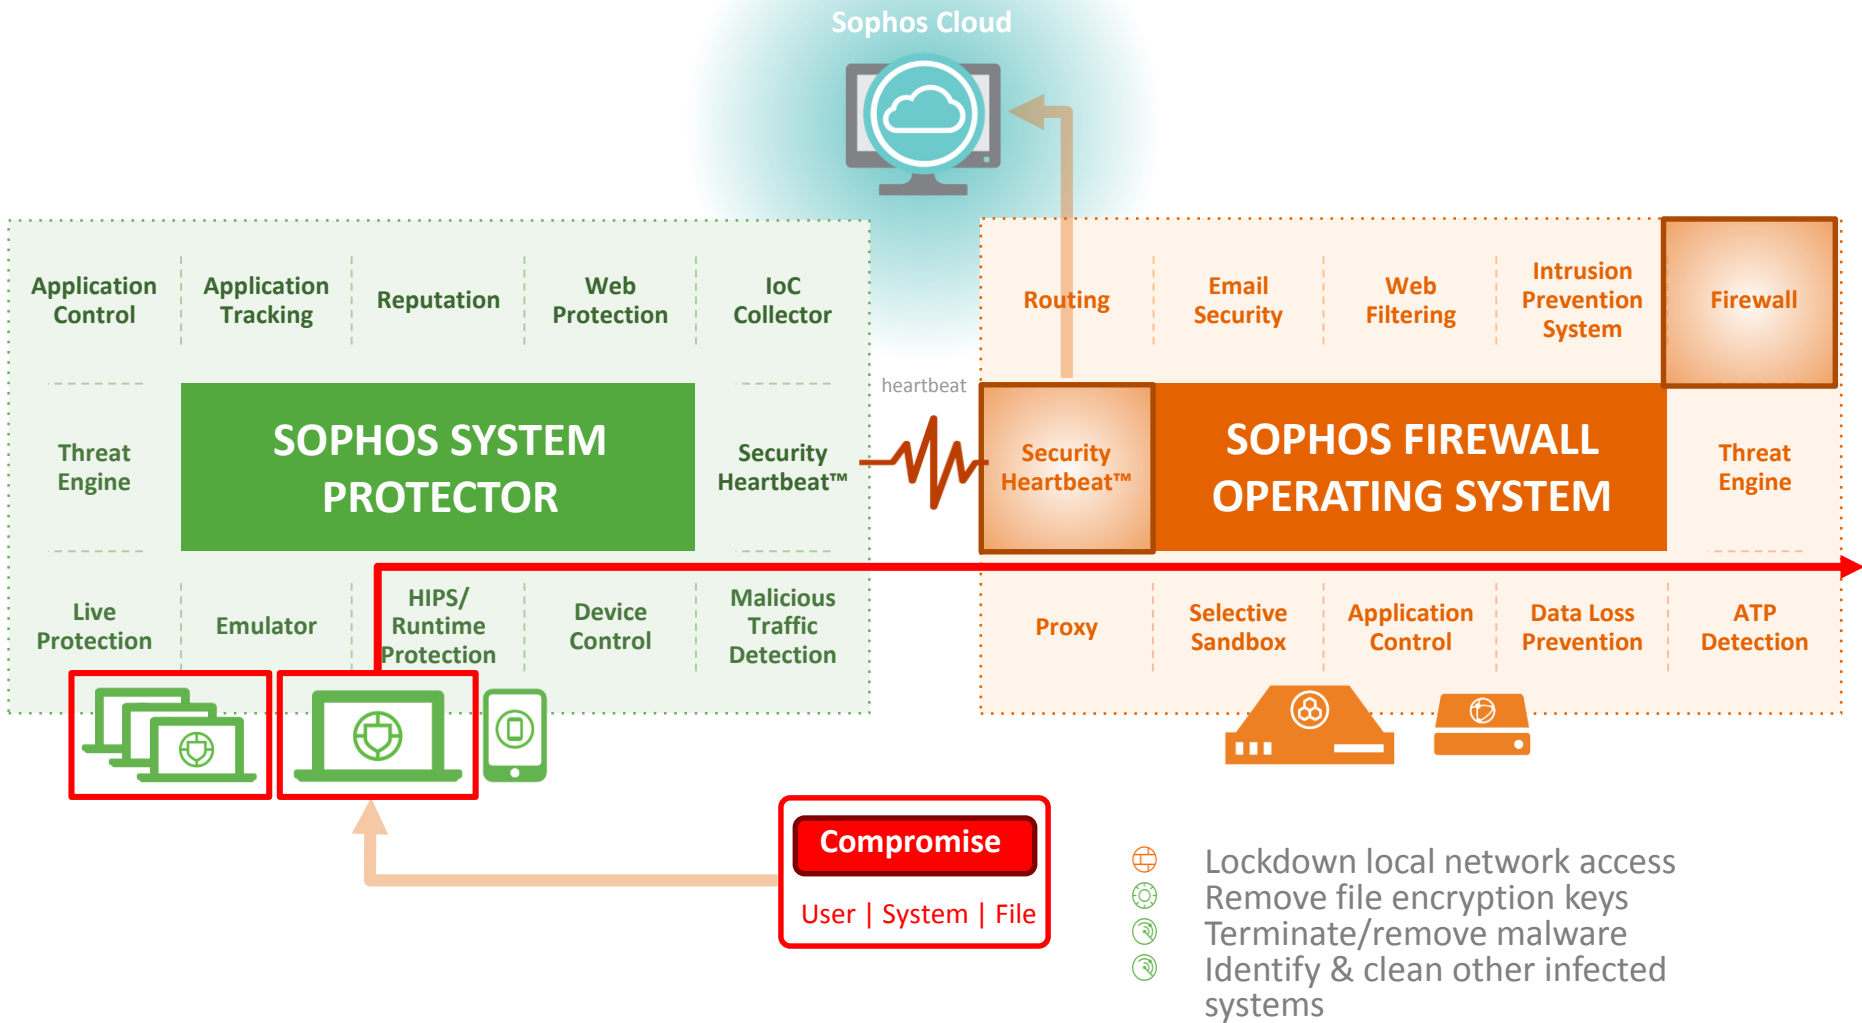 Sophos Cloud
Application
Control
Application
Tracking
Reputation
Web
Protection
IoC
Collector
Threat
Engine
SOPHOS SYSTEM
PROTECTOR
Security
Heartbeat™
Live
Protection
Emulator
HIPS/
Runtime
Protection
Device
Control
Malicious
Traffic
Detection
heartbeat
Routing
Email
Security
Web
Filtering
Intrusion
Prevention
System
Firewall
Security
Heartbeat™
SOPHOS FIREWALL
OPERATING SYSTEM
Threat
Engine
Proxy
Selective
Sandbox
Application
Control
Data Loss
Prevention
ATP
Detection
Compromise
User | System | File
Lockdown local network access
Remove file encryption keys
Terminate/remove malware
Identify & clean other infected
systems